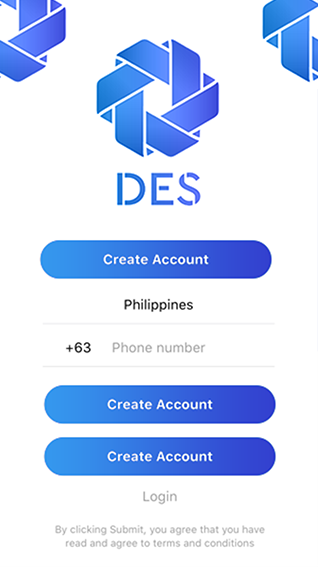 DES
Create Account
Philippines
+63 Phone number
Create Account
Create Account
Login
By clicking Submit, you agree that you have
read and agree to terms and conditions